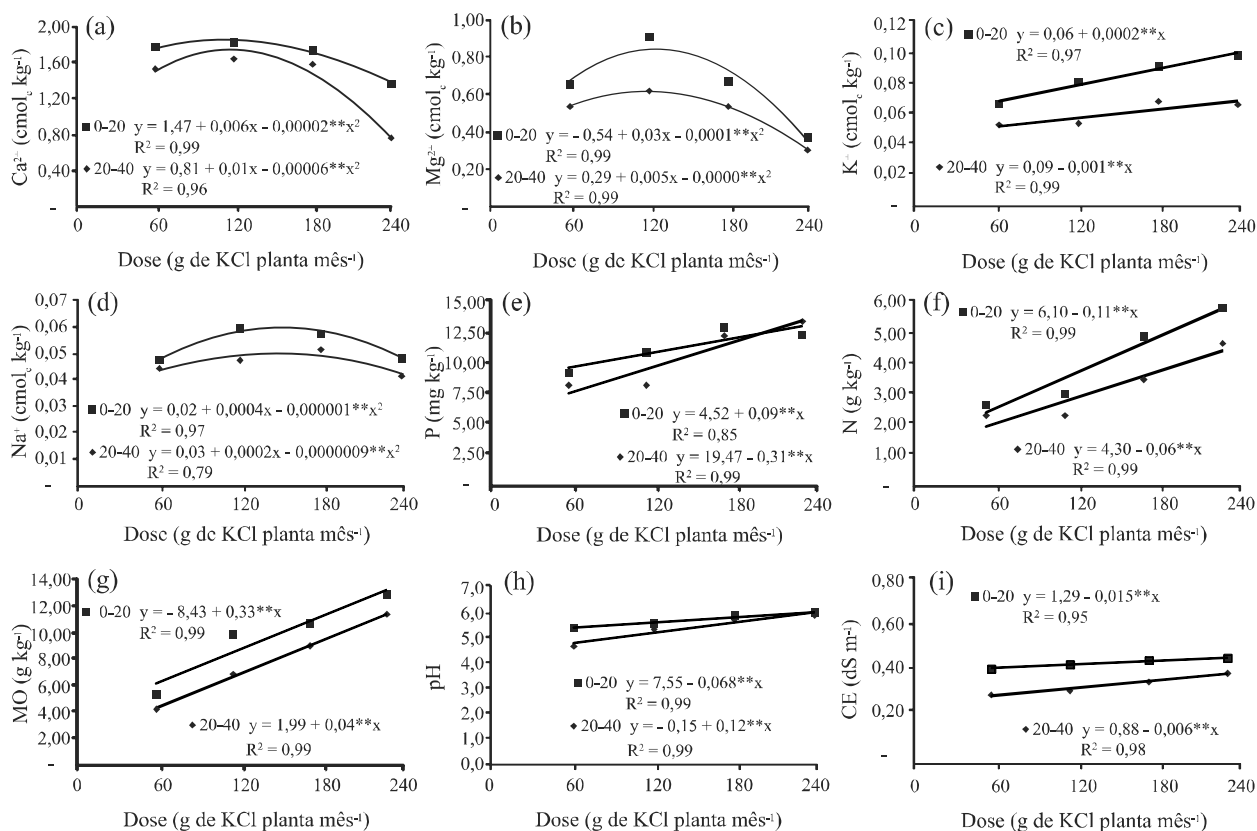 (a)
Ca²⁺ (cmol꜀ kg⁻¹)
2,00
1,60
1,20
0,80
0,40
-
■ 0-20 y = 1,47 + 0,006x - 0,00002**x²
R² = 0,99
◆ 20-40 y = 0,81 + 0,01x - 0,00006**x²
R² = 0,96
0 60 120 180 240
Dose (g de KCl planta mês⁻¹)
(b)
Mg²⁺ (cmol꜀ kg⁻¹)
1,00
0,80
0,60
0,40
0,20
-
■ 0-20 y = - 0,54 + 0,03x - 0,0001**x²
R² = 0,99
◆ 20-40 y = 0,29 + 0,005x - 0,0000**x²
R² = 0,99
0 60 120 180 240
Dose (g de KCl planta mês⁻¹)
(c)
K⁺ (cmol꜀ kg⁻¹)
0,12
0,10
0,08
0,06
0,04
0,02
-
■ 0-20 y = 0,06 + 0,0002**x
R² = 0,97
◆ 20-40 y = 0,09 - 0,001**x
R² = 0,99
0 60 120 180 240
Dose (g de KCl planta mês⁻¹)
(d)
Na⁺ (cmol꜀ kg⁻¹)
0,07
0,06
0,05
0,04
0,03
0,02
0,01
-
■ 0-20 y = 0,02 + 0,0004x - 0,000001**x²
R² = 0,97
◆ 20-40 y = 0,03 + 0,0002x - 0,0000009**x²
R² = 0,79
0 60 120 180 240
Dose (g de KCl planta mês⁻¹)
(e)
P (mg kg⁻¹)
15,00
12,50
10,00
7,50
5,00
2,50
-
■ 0-20 y = 4,52 + 0,09**x
R² = 0,85
◆ 20-40 y = 19,47 - 0,31**x
R² = 0,99
0 60 120 180 240
Dose (g de KCl planta mês⁻¹)
(f)
N (g kg⁻¹)
6,00
5,00
4,00
3,00
2,00
1,00
-
■ 0-20 y = 6,10 - 0,11**x
R² = 0,99
◆ 20-40 y = 4,30 - 0,06**x
R² = 0,99
0 60 120 180 240
Dose (g de KCl planta mês⁻¹)
(g)
MO (g kg⁻¹)
14,00
12,00
10,00
8,00
6,00
4,00
2,00
-
■ 0-20 y = - 8,43 + 0,33**x
R² = 0,99
◆ 20-40 y = 1,99 + 0,04**x
R² = 0,99
0 60 120 180 240
Dose (g de KCl planta mês⁻¹)
(h)
pH
7,0
6,0
5,0
4,0
3,0
2,0
1,0
0,0
■ 0-20 y = 7,55 - 0,068**x
R² = 0,99
◆ 20-40 y = - 0,15 + 0,12**x
R² = 0,99
0 60 120 180 240
Dose (g de KCl planta mês⁻¹)
(i)
CE (dS m⁻¹)
0,80
0,60
0,40
0,20
-
■ 0-20 y = 1,29 - 0,015**x
R² = 0,95
◆ 20-40 y = 0,88 - 0,006**x
R² = 0,98
0 60 120 180 240
Dose (g de KCl planta mês⁻¹)